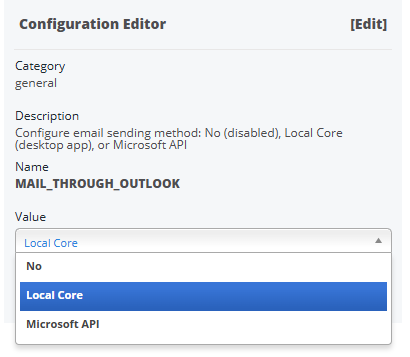 Configuration Editor [Edit]
Category
general
Description
Configure email sending method: No (disabled), Local Core
(desktop app), or Microsoft API
Name
MAIL_THROUGH_OUTLOOK
Value
Local Core
No
Local Core
Microsoft API